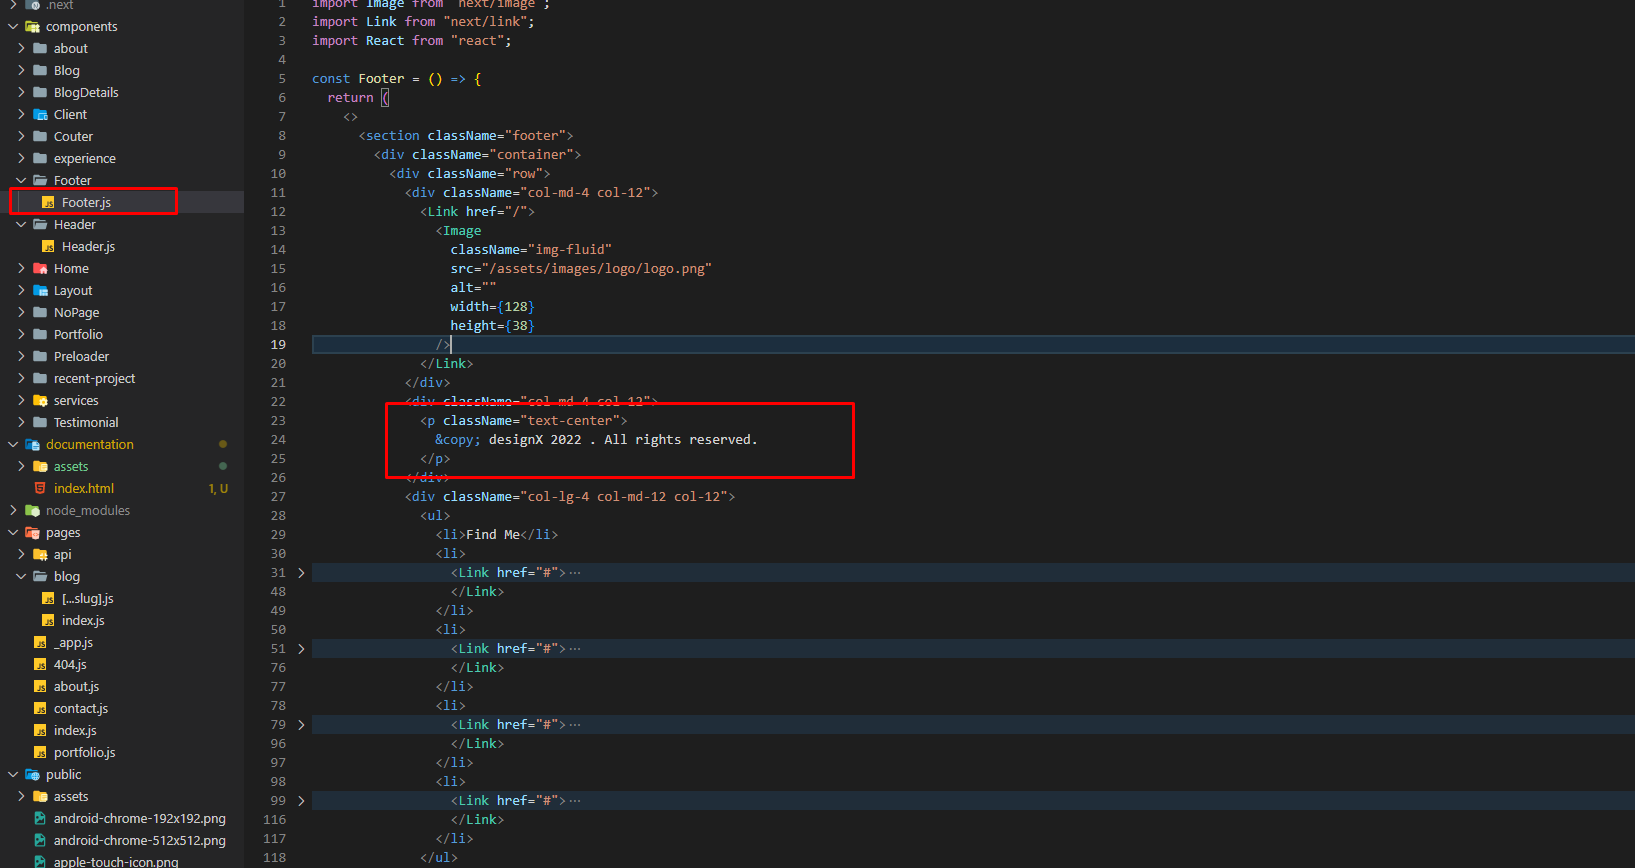 .next
components
about
Blog
BlogDetails
Client
Couter
experience
Footer
Footer.js
Header
Header.js
Home
Layout
NoPage
Portfolio
Preloader
recent-project
services
Testimonial
documentation
assets
index.html 1, U
node_modules
pages
api
blog
[...slug].js
index.js
_app.js
404.js
about.js
contact.js
index.js
portfolio.js
public
assets
android-chrome-192x192.png
android-chrome-512x512.png
apple-touch-icon.png
1 import Image from "next/image";
2 import Link from "next/link";
3 import React from "react";
4
5 const Footer = () => {
6 return (
7 <>
8 <section className="footer">
9 <div className="container">
10 <div className="row">
11 <div className="col-md-4 col-12">
12 <Link href="/">
13 <Image
14 className="img-fluid"
15 src="/assets/images/logo/logo.png"
16 alt=""
17 width={128}
18 height={38}
19 />
20 </Link>
21 </div>
22 <div className="col-md-4 col-12">
23 <p className="text-center">
24 &copy; designX 2022 . All rights reserved.
25 </p>
26 </div>
27 <div className="col-lg-4 col-md-12 col-12">
28 <ul>
29 <li>Find Me</li>
30 <li>
31 <Link href="#">···
48 </Link>
49 </li>
50 <li>
51 <Link href="#">···
76 </Link>
77 </li>
78 <li>
79 <Link href="#">···
96 </Link>
97 </li>
98 <li>
99 <Link href="#">···
116 </Link>
117 </li>
118 </ul>